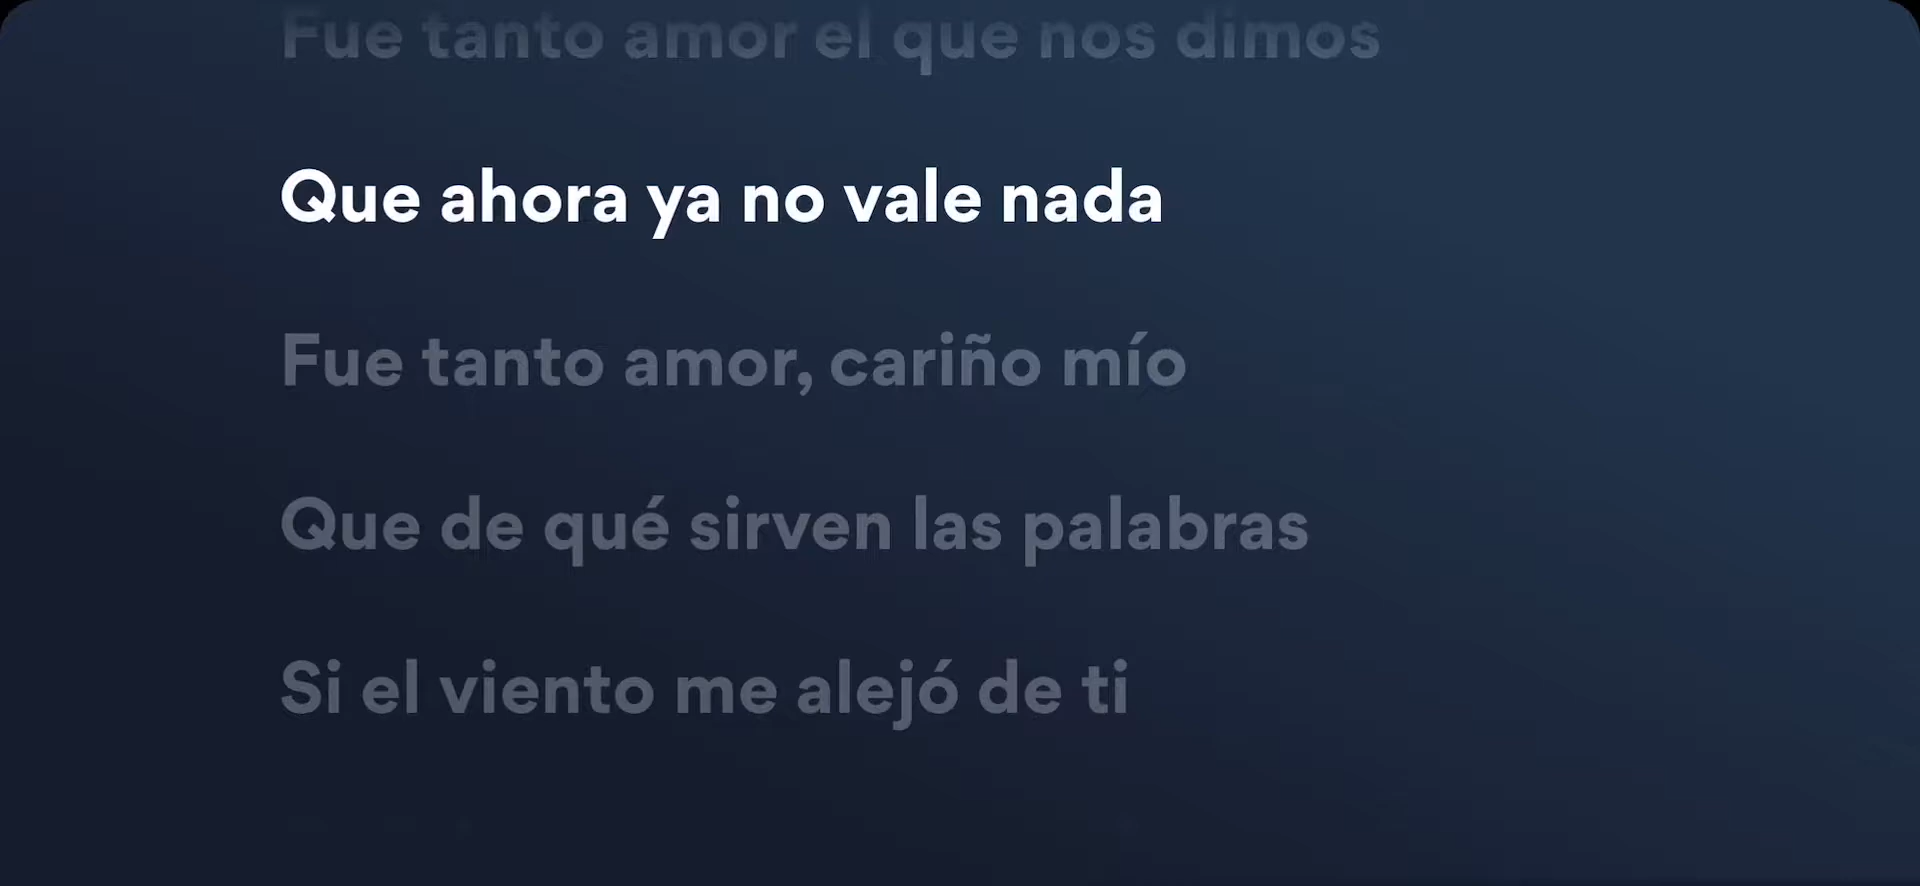 Fue tanto amor el que nos dimos
Que ahora ya no vale nada
Fue tanto amor, cariño mío
Que de qué sirven las palabras
Si el viento me alejó de ti